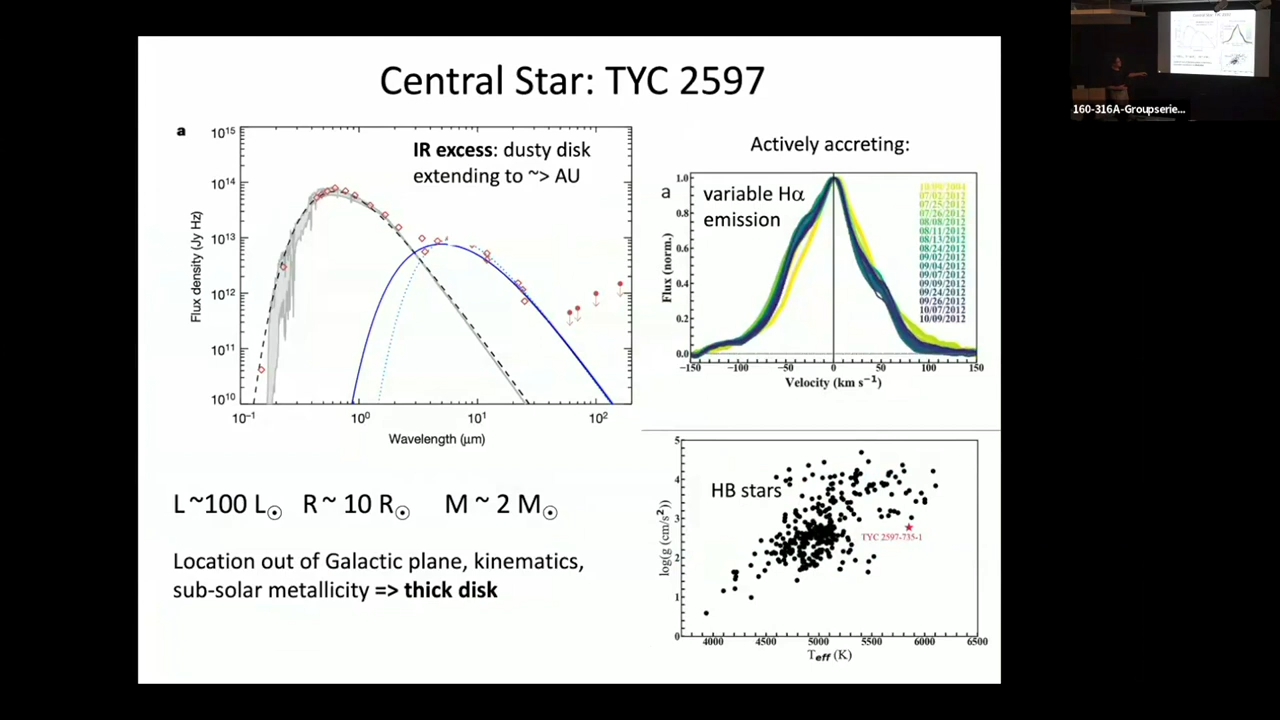 Central Star: TYC 2597
a
IR excess: dusty disk
extending to ~> AU
Flux density (Jy Hz)
10^15
10^14
10^13
10^12
10^11
10^10
10^-1
10^0
10^1
10^2
Wavelength (μm)
Actively accreting:
a
variable Hα
emission
Flux (norm.)
1.0
0.8
0.6
0.4
0.2
0.0
10/09/2004
07/02/2012
07/25/2012
07/26/2012
08/08/2012
08/11/2012
08/13/2012
08/24/2012
09/02/2012
09/04/2012
09/07/2012
09/09/2012
09/24/2012
09/26/2012
10/07/2012
10/09/2012
−150
−100
−50
0
50
100
150
Velocity (km s⁻¹)
L ~100 L☉ R ~ 10 R☉ M ~ 2 M☉
Location out of Galactic plane, kinematics,
sub-solar metallicity => thick disk
HB stars
TYC 2597-735-1
log(g (cm/s²))
5
4
3
2
1
0
4000
4500
5000
5500
6000
6500
Teff (K)
160-316A-Groupserie...